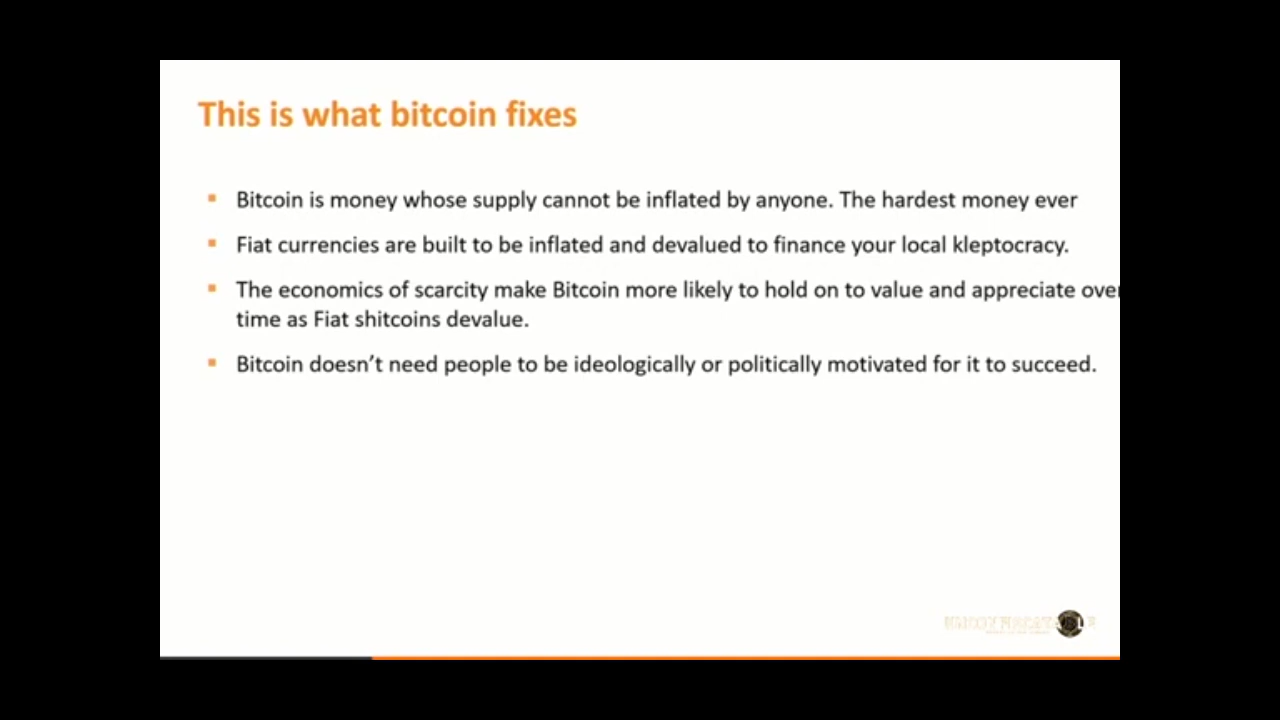 This is what bitcoin fixes
Bitcoin is money whose supply cannot be inflated by anyone. The hardest money ever
Fiat currencies are built to be inflated and devalued to finance your local kleptocracy.
The economics of scarcity make Bitcoin more likely to hold on to value and appreciate over
time as Fiat shitcoins devalue.
Bitcoin doesn't need people to be ideologically or politically motivated for it to succeed.